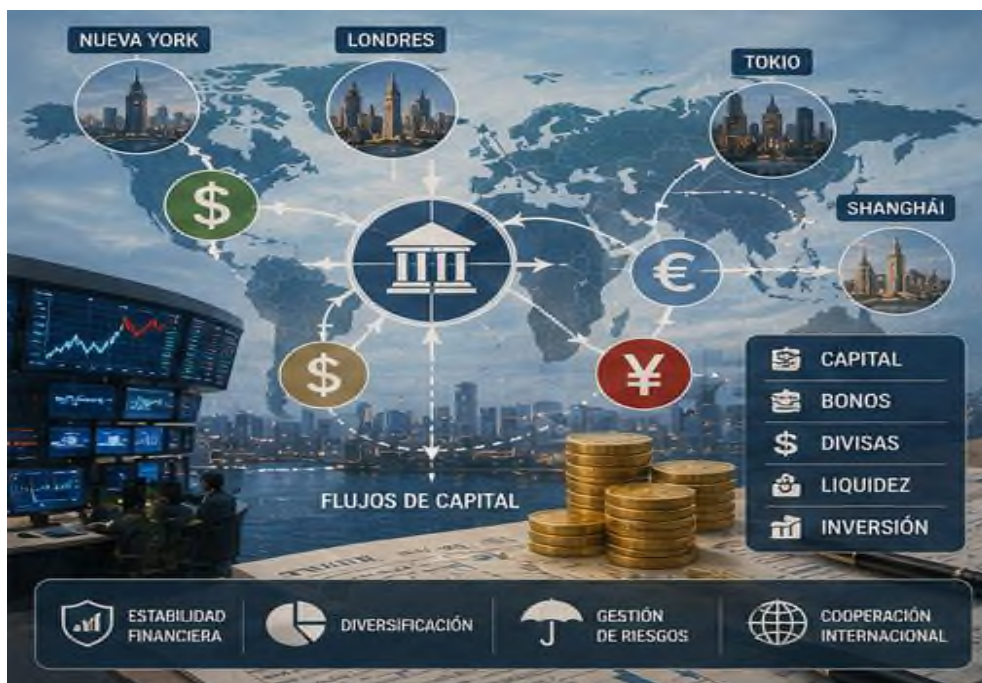 NUEVA YORK
LONDRES
TOKIO
SHANGHÁI
$
€
$
¥
CAPITAL
BONOS
$ DIVISAS
LIQUIDEZ
INVERSIÓN
FLUJOS DE CAPITAL
ESTABILIDAD
FINANCIERA
DIVERSIFICACIÓN
GESTIÓN
DE RIESGOS
COOPERACIÓN
INTERNACIONAL